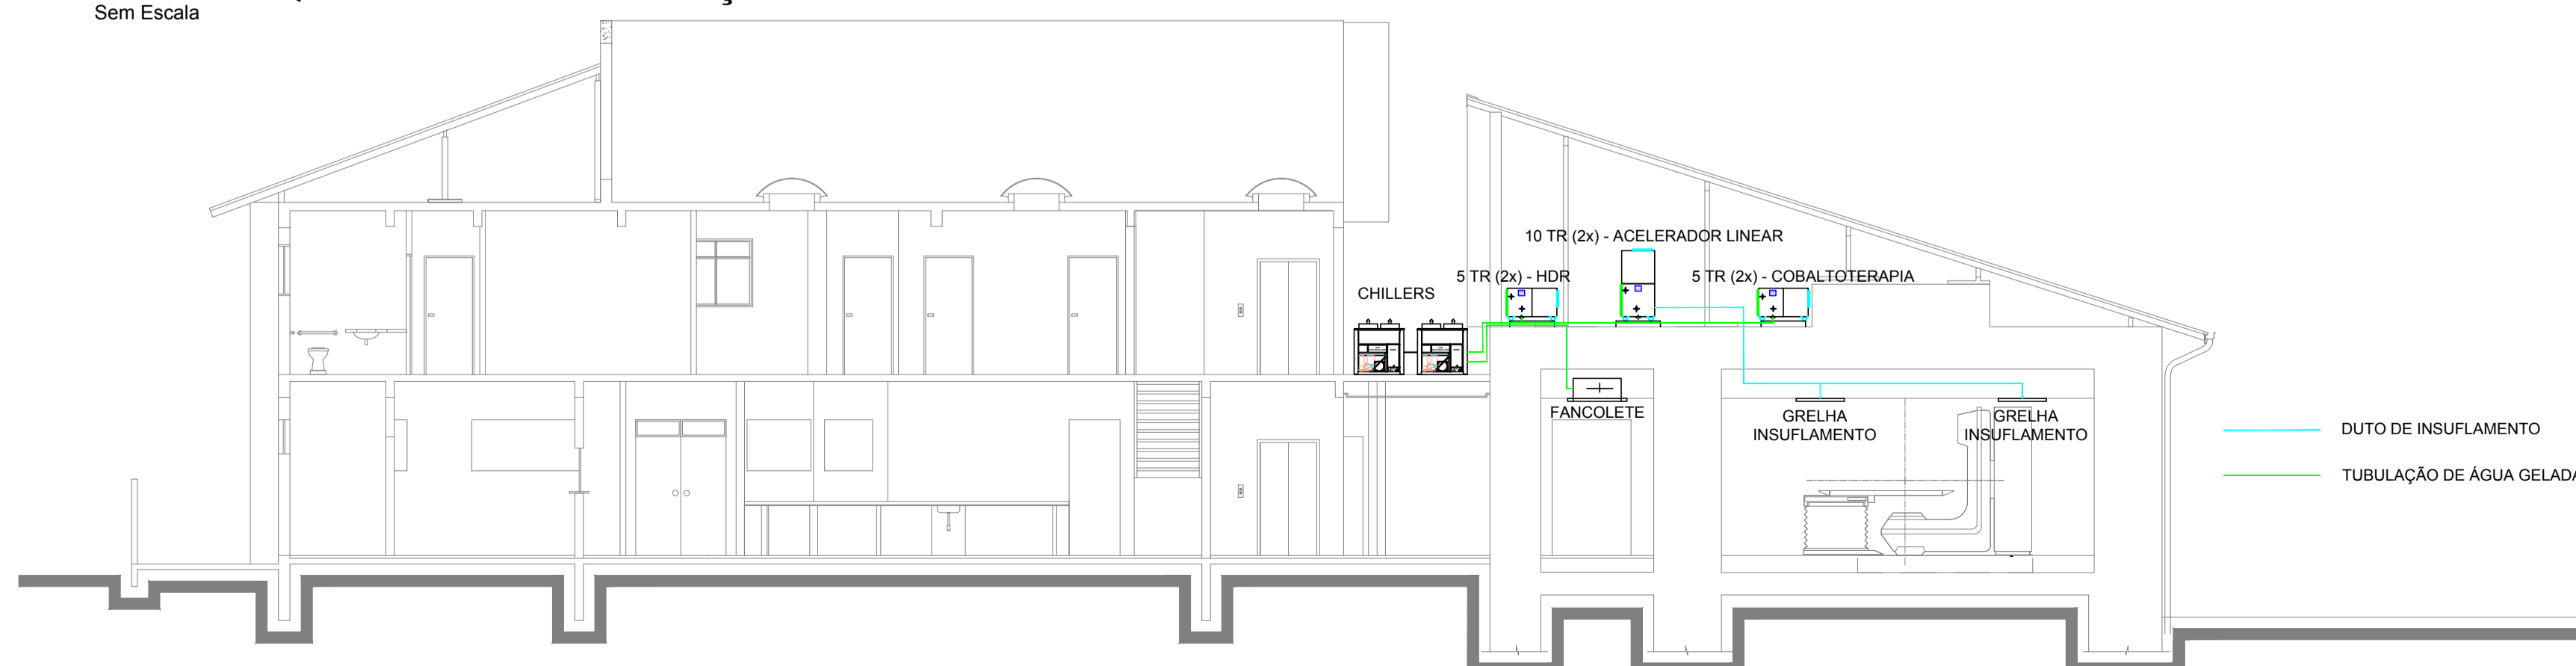 Sem Escala
10 TR (2x) - ACELERADOR LINEAR
5 TR (2x) - HDR
5 TR (2x) - COBALTOTERAPIA
CHILLERS
FANCOLETE
GRELHA
INSUFLAMENTO
GRELHA
INSUFLAMENTO
DUTO DE INSUFLAMENTO
TUBULAÇÃO DE ÁGUA GELADA